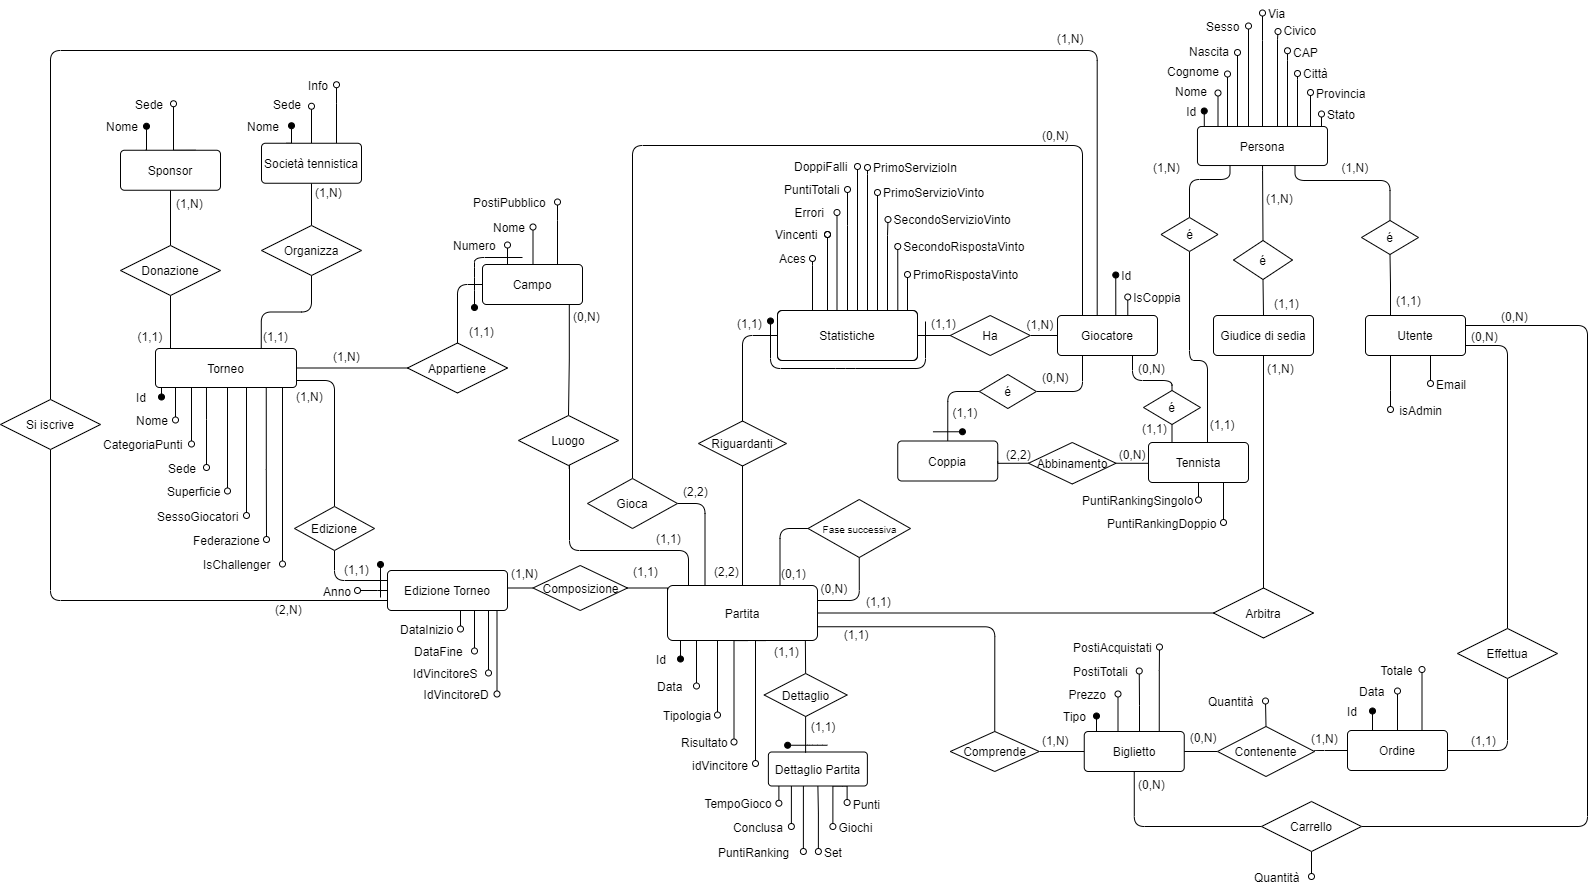 Via
Sesso
Civico
(1,N)
Nascita
CAP
Cognome
Città
Info
Nome
Provincia
Sede
Sede
Id
Stato
Nome
Nome
(0,N)
Persona
Società tennistica
Sponsor
DoppiFalli
PrimoServizioIn
(1,N)
(1,N)
PuntiTotali
PrimoServizioVinto
(1,N)
(1,N)
(1,N)
PostiPubblico
Errori
SecondoServizioVinto
Nome
Vincenti
é
é
Numero
SecondoRispostaVinto
Organizza
Aces
é
Donazione
PrimoRispostaVinto
Id
Campo
IsCoppia
(1,1)
(1,1)
(0,N)
(0,N)
(1,1)
(1,1)
(1,1)
(1,1)
(1,1)
(1,N)
Statistiche
Ha
Giocatore
Giudice di sedia
Utente
(0,N)
(1,N)
Torneo
Appartiene
(1,N)
(0,N)
(0,N)
(1,N)
Email
Id
é
é
isAdmin
Nome
(1,1)
Si iscrive
(1,1)
(1,1)
CategoriaPunti
Luogo
Riguardanti
Sede
Coppia
(2,2)
Abbinamento
(0,N)
Tennista
Superficie
(2,2)
PuntiRankingSingolo
Gioca
SessoGiocatori
PuntiRankingDoppio
Edizione
Fase successiva
Federazione
(1,1)
IsChallenger
(1,1)
(1,N)
(1,1)
(2,2)
(0,1)
Anno
Edizione Torneo
Composizione
(0,N)
(2,N)
(1,1)
Partita
Arbitra
DataInizio
(1,1)
DataFine
(1,1)
PostiAcquistati
Effettua
Id
IdVincitoreS
PostiTotali
Totale
Data
IdVincitoreD
Dettaglio
Prezzo
Data
Quantità
Tipologia
Tipo
Id
(1,1)
Risultato
(1,N)
(0,N)
(1,N)
(1,1)
Comprende
Biglietto
Contenente
Ordine
idVincitore
Dettaglio Partita
(0,N)
TempoGioco
Punti
Conclusa
Giochi
Carrello
PuntiRanking
Set
Quantità